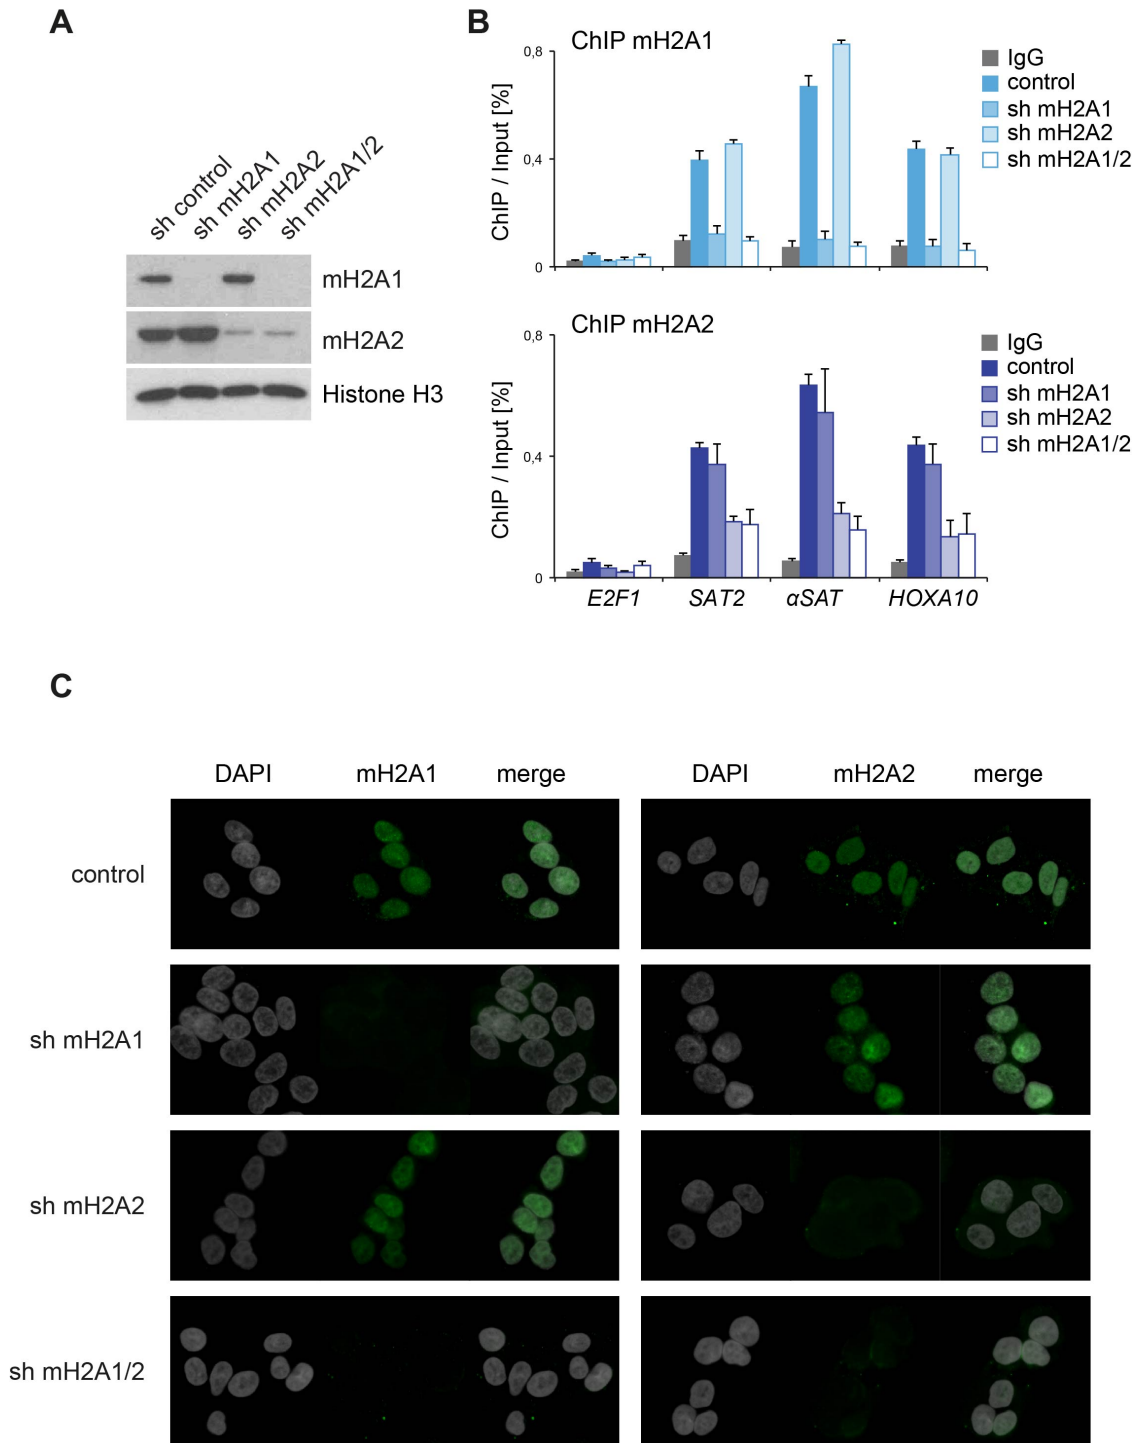 A
sh control
sh mH2A1
sh mH2A2
sh mH2A1/2
mH2A1
mH2A2
Histone H3
B
ChIP mH2A1
ChIP / Input [%]
0,8
0,4
0
IgG
control
sh mH2A1
sh mH2A2
sh mH2A1/2
ChIP mH2A2
ChIP / Input [%]
0,8
0,4
0
IgG
control
sh mH2A1
sh mH2A2
sh mH2A1/2
E2F1 SAT2 αSAT HOXA10
C
DAPI mH2A1 merge DAPI mH2A2 merge
control
sh mH2A1
sh mH2A2
sh mH2A1/2